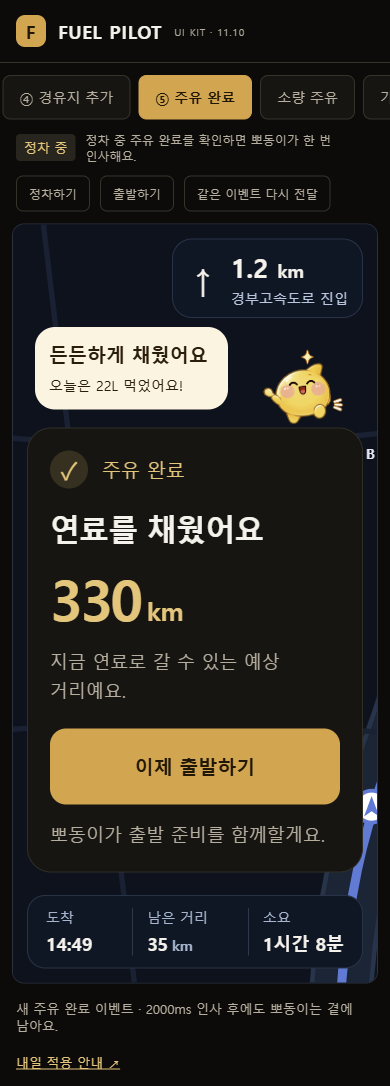 F FUEL PILOT UI KIT · 11.10
④ 경유지 추가 ⑤ 주유 완료 소량 주유
정차 중 정차 중 주유 완료를 확인하면 뽀동이가 한 번
인사해요.
정차하기 출발하기 같은 이벤트 다시 전달
↑ 1.2 km
경부고속도로 진입
든든하게 채웠어요
오늘은 22L 먹었어요!
B
✓ 주유 완료
연료를 채웠어요
330 km
지금 연료로 갈 수 있는 예상
거리예요.
이제 출발하기
뽀동이가 출발 준비를 함께할게요.
도착 남은 거리 소요
14:49 35 km 1시간 8분
새 주유 완료 이벤트 · 2000ms 인사 후에도 뽀동이는 곁에
남아요.
내일 적용 안내 ↗